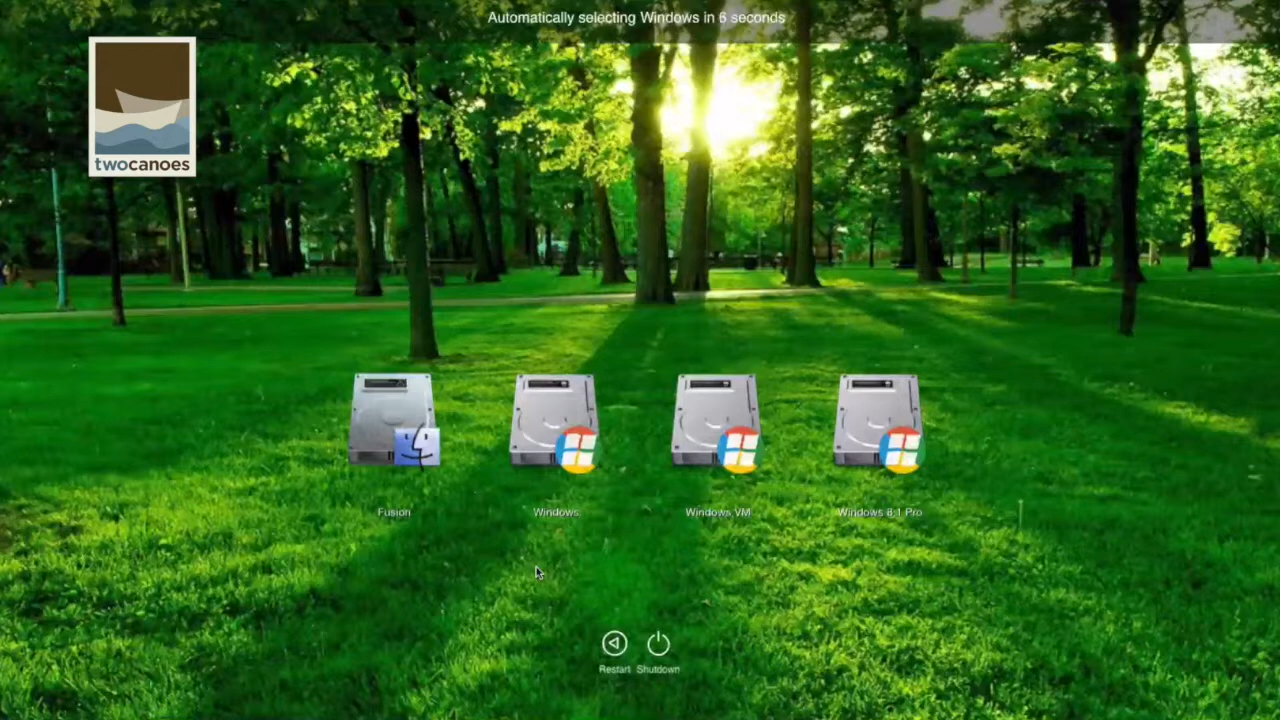 Automatically selecting Windows in 6 seconds
twocanoes
Fusion
Windows
Windows VM
Windows 8.1 Pro
Restart
Shutdown